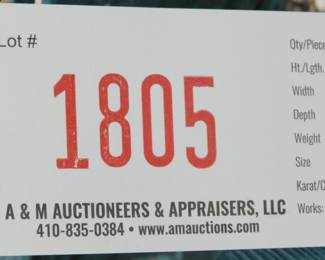 Lot #
1805
A & M AUCTIONEERS & APPRAISERS, LLC
410-835-0384 • www.amauctions.com
Qty/Piece
Ht./Lgth.
Width
Depth
Weight
Size
Karat/C
Works: